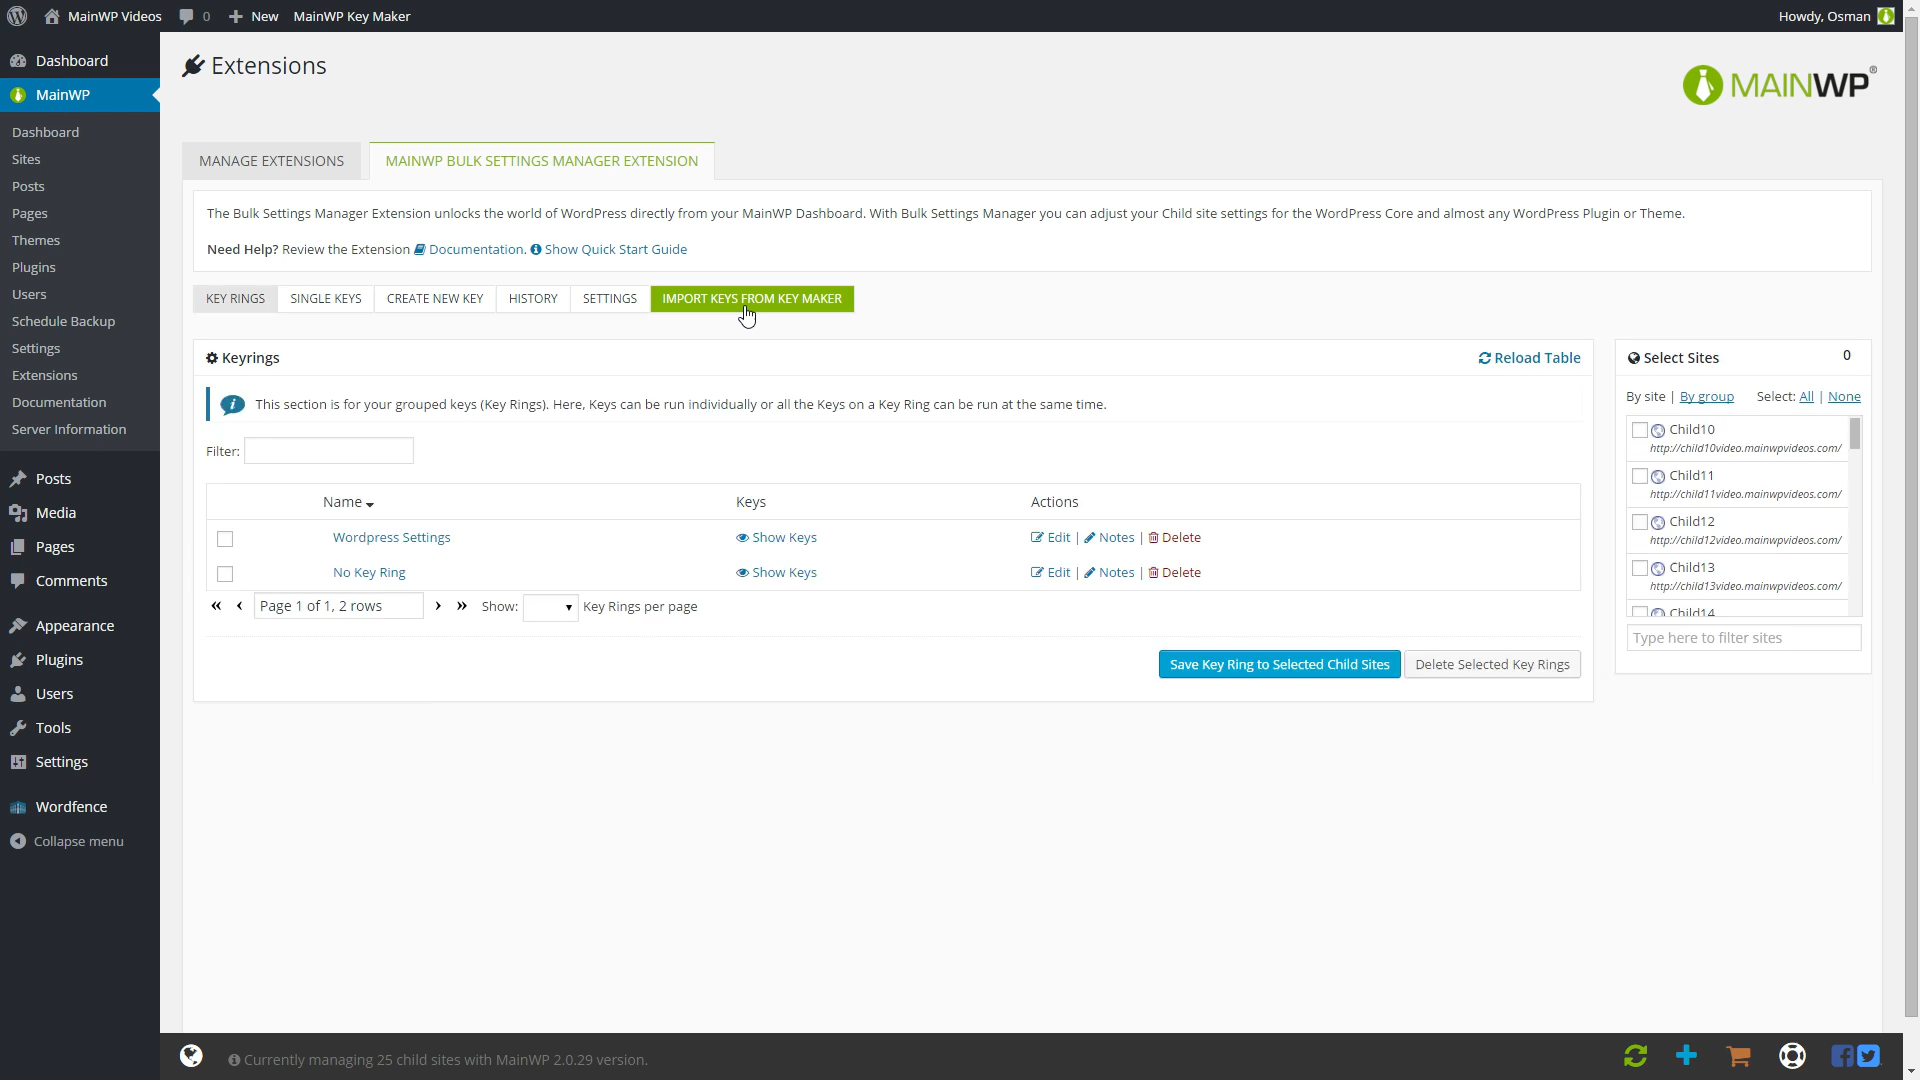 MainWP Videos 0 New MainWP Key Maker Howdy, Osman
Dashboard
MainWP
Dashboard
Sites
Posts
Pages
Themes
Plugins
Users
Schedule Backup
Settings
Extensions
Documentation
Server Information
Posts
Media
Pages
Comments
Appearance
Plugins
Users
Tools
Settings
Wordfence
Collapse menu
Extensions
MAINWP®
MANAGE EXTENSIONS MAINWP BULK SETTINGS MANAGER EXTENSION
The Bulk Settings Manager Extension unlocks the world of WordPress directly from your MainWP Dashboard. With Bulk Settings Manager you can adjust your Child site settings for the WordPress Core and almost any WordPress Plugin or Theme.
Need Help? Review the Extension Documentation. Show Quick Start Guide
KEY RINGS SINGLE KEYS CREATE NEW KEY HISTORY SETTINGS IMPORT KEYS FROM KEY MAKER
Keyrings Reload Table
This section is for your grouped keys (Key Rings). Here, Keys can be run individually or all the Keys on a Key Ring can be run at the same time.
Filter:
Name Keys Actions
Wordpress Settings Show Keys Edit | Notes | Delete
No Key Ring Show Keys Edit | Notes | Delete
« ‹ Page 1 of 1, 2 rows › » Show: Key Rings per page
Save Key Ring to Selected Child Sites Delete Selected Key Rings
Select Sites 0
By site | By group Select: All | None
Child10
http://child10video.mainwpvideos.com/
Child11
http://child11video.mainwpvideos.com/
Child12
http://child12video.mainwpvideos.com/
Child13
http://child13video.mainwpvideos.com/
Child14
Type here to filter sites
Currently managing 25 child sites with MainWP 2.0.29 version.